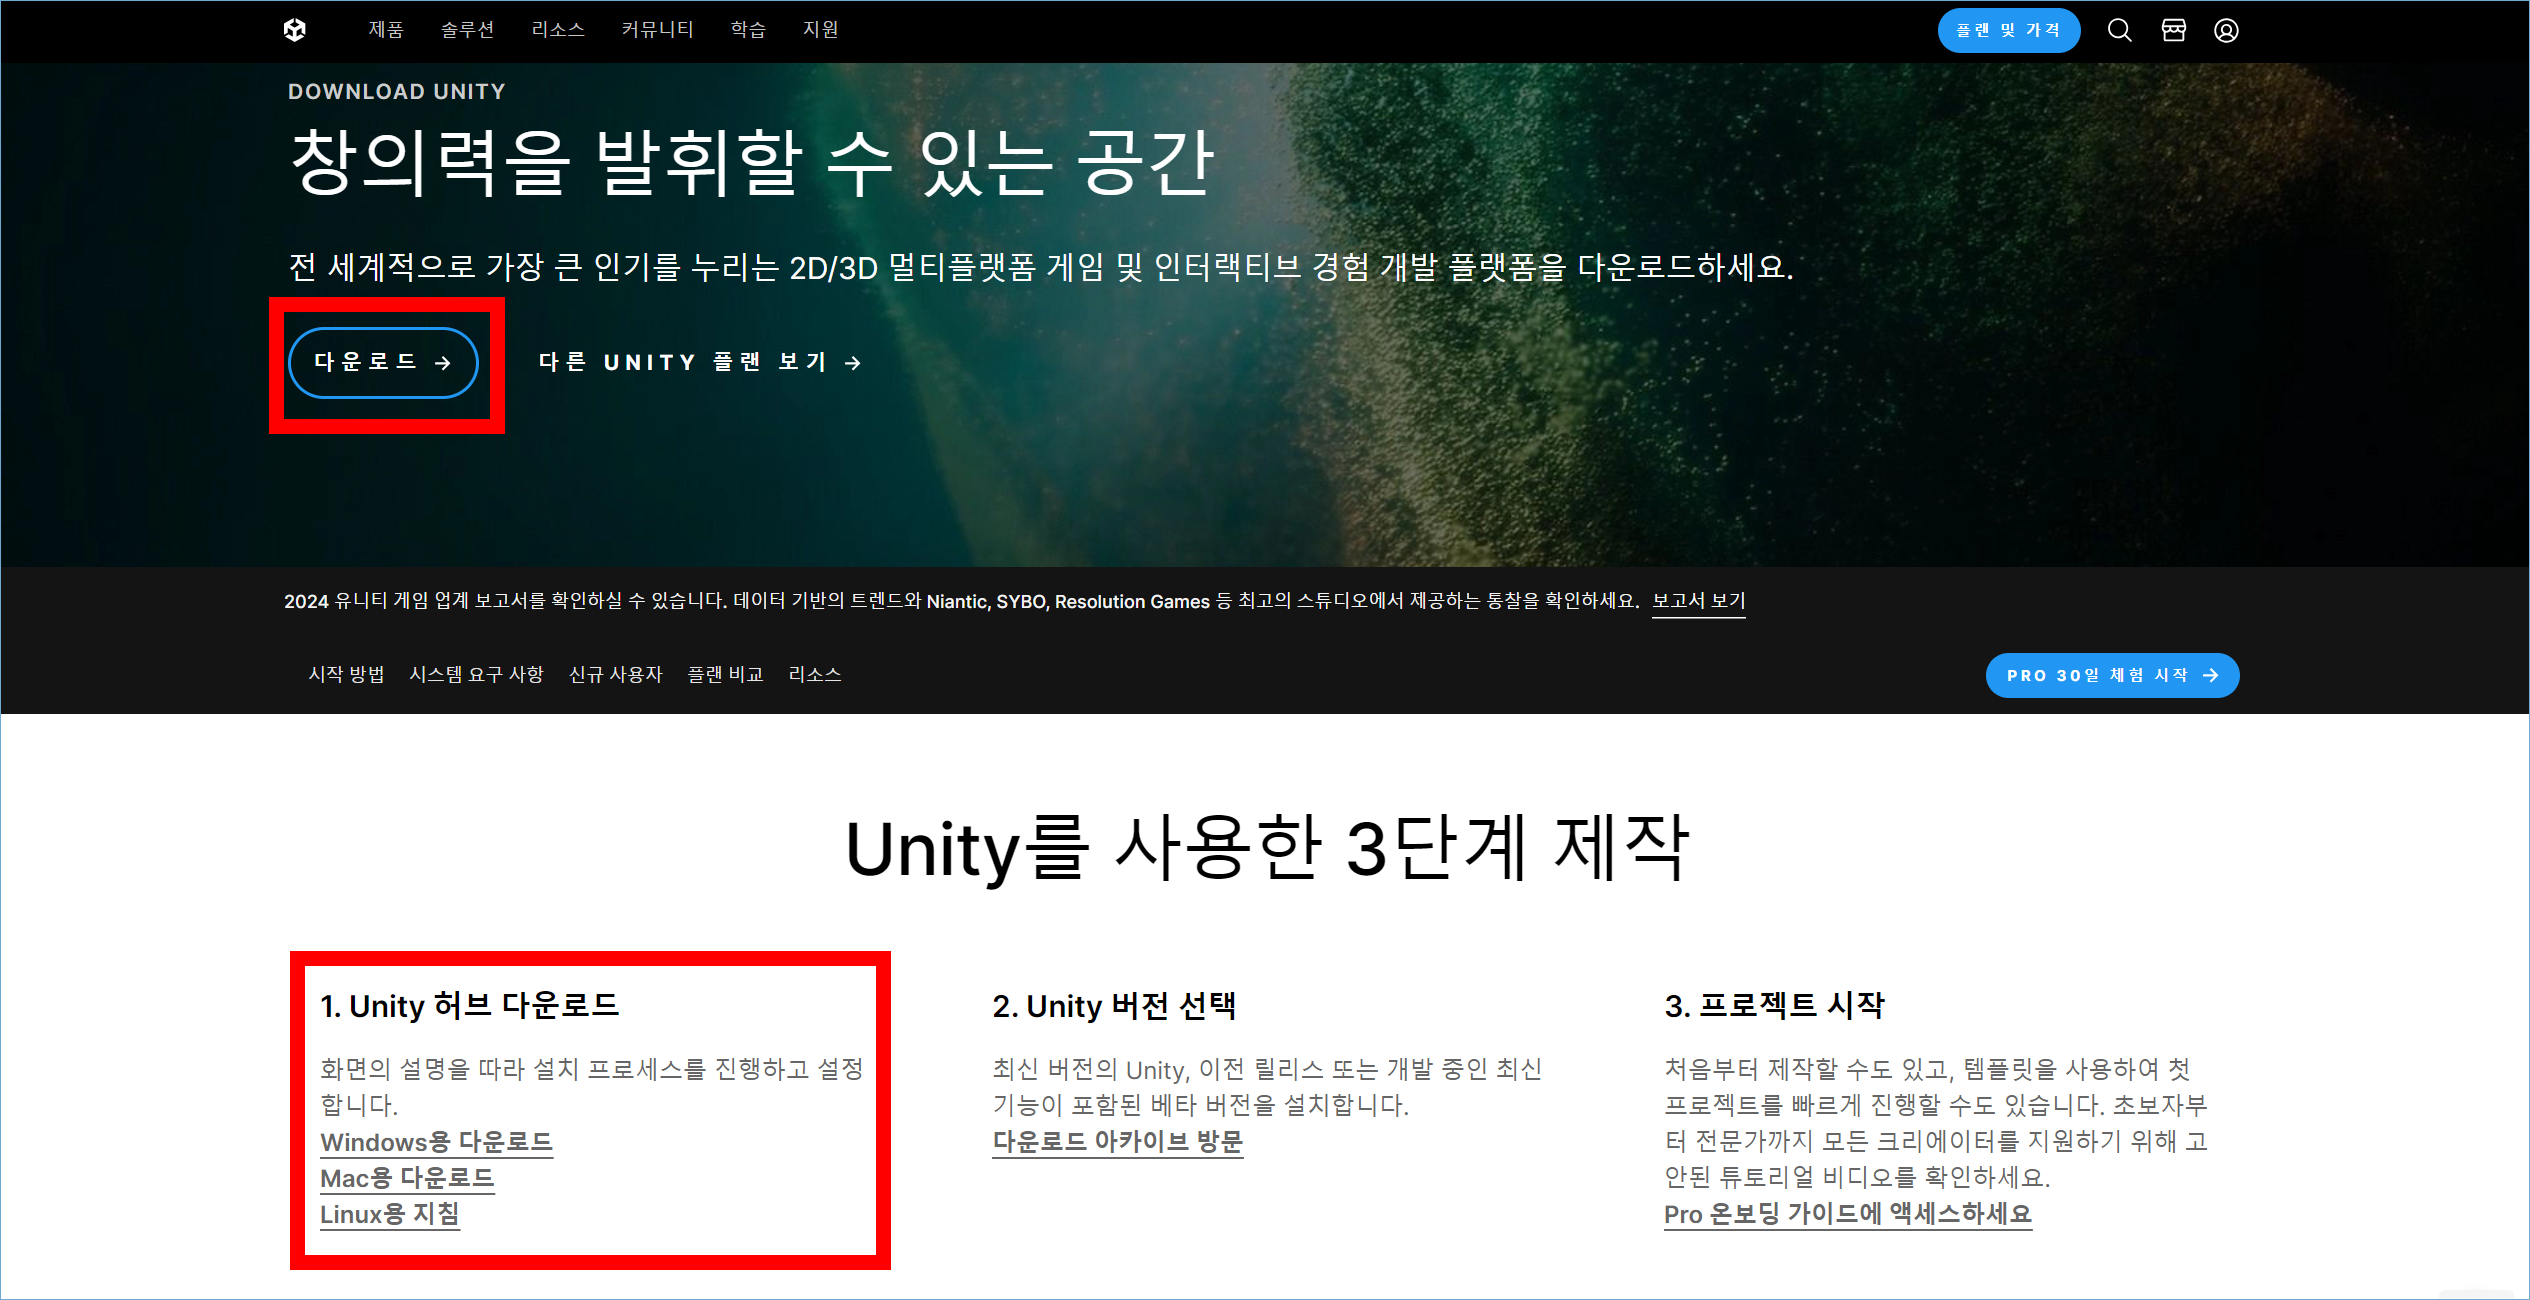 제품 솔루션 리소스 커뮤니티 학습 지원 플랜 및 가격
DOWNLOAD UNITY
창의력을 발휘할 수 있는 공간
전 세계적으로 가장 큰 인기를 누리는 2D/3D 멀티플랫폼 게임 및 인터랙티브 경험 개발 플랫폼을 다운로드하세요.
다운로드 → 다른 UNITY 플랜 보기 →
2024 유니티 게임 업계 보고서를 확인하실 수 있습니다. 데이터 기반의 트렌드와 Niantic, SYBO, Resolution Games 등 최고의 스튜디오에서 제공하는 통찰을 확인하세요. 보고서 보기
시작 방법 시스템 요구 사항 신규 사용자 플랜 비교 리소스 PRO 30일 체험 시작 →
Unity를 사용한 3단계 제작
1. Unity 허브 다운로드
화면의 설명을 따라 설치 프로세스를 진행하고 설정
합니다.
Windows용 다운로드
Mac용 다운로드
Linux용 지침
2. Unity 버전 선택
최신 버전의 Unity, 이전 릴리스 또는 개발 중인 최신
기능이 포함된 베타 버전을 설치합니다.
다운로드 아카이브 방문
3. 프로젝트 시작
처음부터 제작할 수도 있고, 템플릿을 사용하여 첫
프로젝트를 빠르게 진행할 수도 있습니다. 초보자부
터 전문가까지 모든 크리에이터를 지원하기 위해 고
안된 튜토리얼 비디오를 확인하세요.
Pro 온보딩 가이드에 액세스하세요